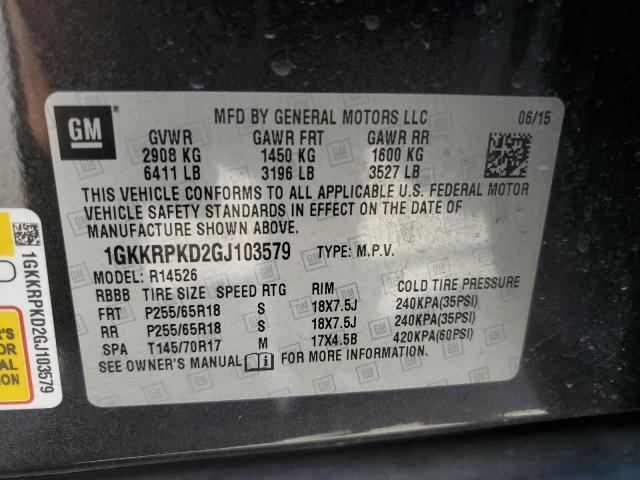 GM
MFD BY GENERAL MOTORS LLC 06/15
GVWR GAWR FRT GAWR RR
2908 KG 1450 KG 1600 KG
6411 LB 3196 LB 3527 LB
THIS VEHICLE CONFORMS TO ALL APPLICABLE U.S. FEDERAL MOTOR
VEHICLE SAFETY STANDARDS IN EFFECT ON THE DATE OF
MANUFACTURE SHOWN ABOVE.
1GKKRPKD2GJ103579 TYPE: M.P.V.
MODEL: R14526
RBBB TIRE SIZE SPEED RTG RIM COLD TIRE PRESSURE
FRT P255/65R18 S 18X7.5J 240KPA(35PSI)
RR P255/65R18 S 18X7.5J 240KPA(35PSI)
SPA T145/70R17 M 17X4.5B 420KPA(60PSI)
SEE OWNER'S MANUAL FOR MORE INFORMATION.
1GKKRPKD2GJ103579
R'S
FOR
NAL
ATION.